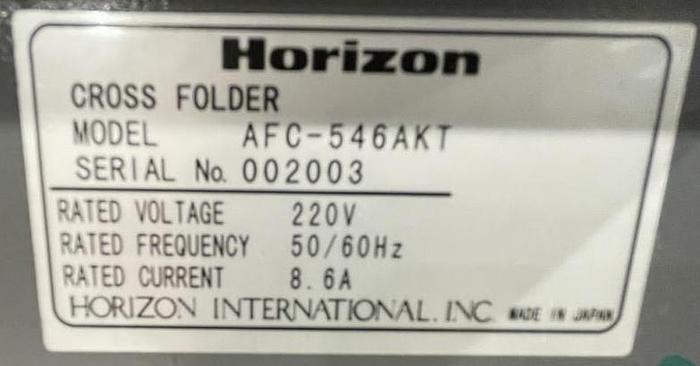 Horizon
CROSS FOLDER
MODEL AFC-546AKT
SERIAL No. 002003
RATED VOLTAGE 220V
RATED FREQUENCY 50/60Hz
RATED CURRENT 8.6A
HORIZON INTERNATIONAL. INC. MADE IN JAPAN